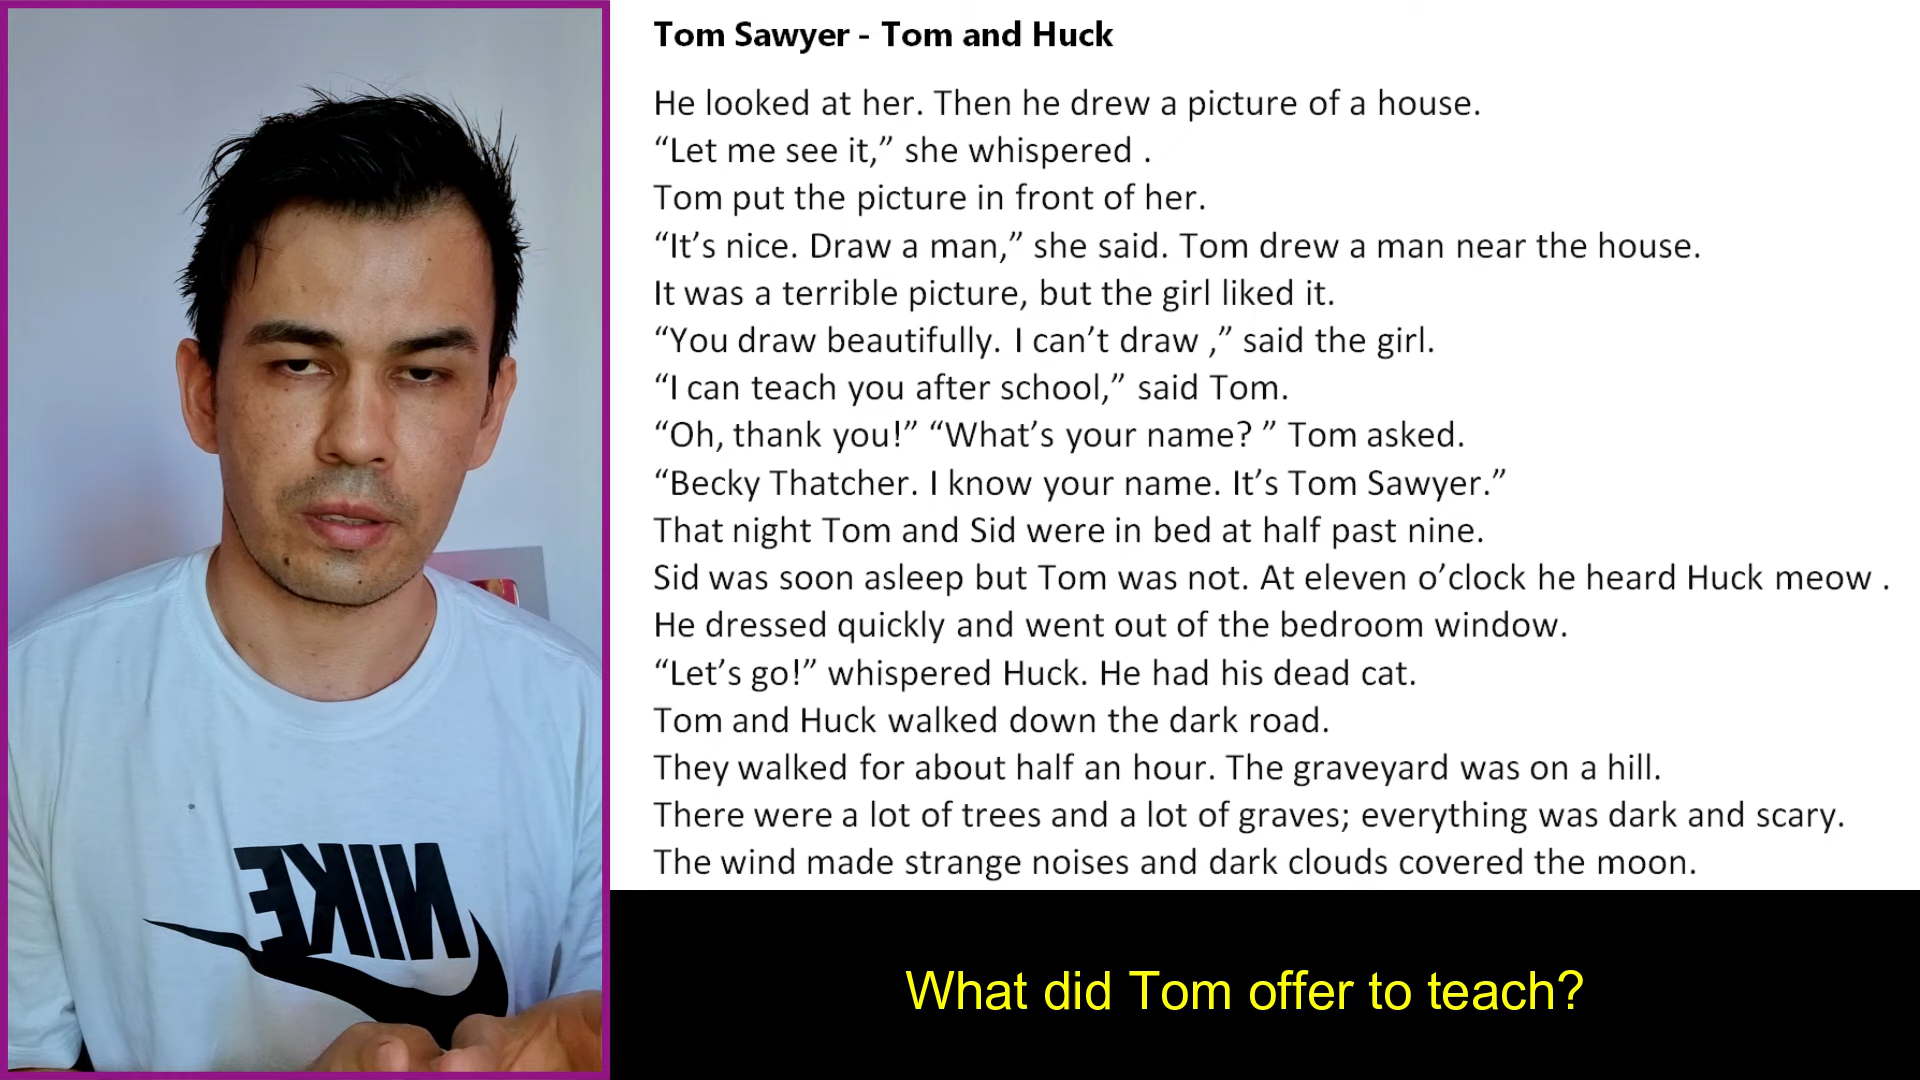 Tom Sawyer - Tom and Huck
He looked at her. Then he drew a picture of a house.
“Let me see it,” she whispered .
Tom put the picture in front of her.
“It’s nice. Draw a man,” she said. Tom drew a man near the house.
It was a terrible picture, but the girl liked it.
“You draw beautifully. I can’t draw ,” said the girl.
“I can teach you after school,” said Tom.
“Oh, thank you!” “What’s your name? ” Tom asked.
“Becky Thatcher. I know your name. It’s Tom Sawyer.”
That night Tom and Sid were in bed at half past nine.
Sid was soon asleep but Tom was not. At eleven o’clock he heard Huck meow .
He dressed quickly and went out of the bedroom window.
“Let’s go!” whispered Huck. He had his dead cat.
Tom and Huck walked down the dark road.
They walked for about half an hour. The graveyard was on a hill.
There were a lot of trees and a lot of graves; everything was dark and scary.
The wind made strange noises and dark clouds covered the moon.
What did Tom offer to teach?
NIKE